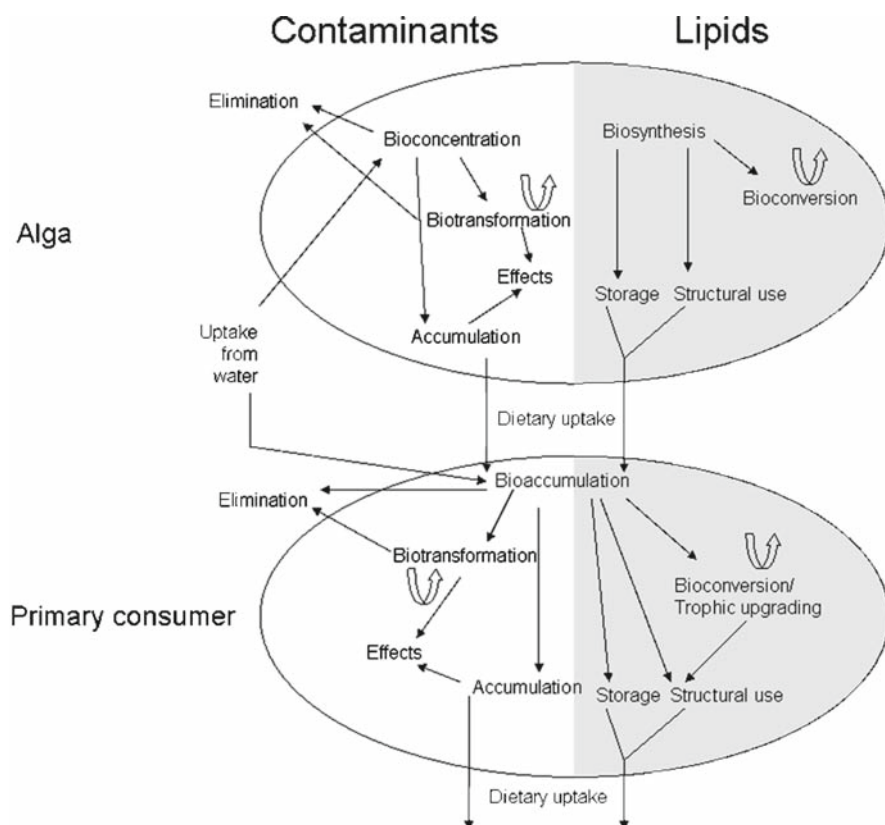 Contaminants
Lipids
Elimination
Bioconcentration
Biosynthesis
Bioconversion
Biotransformation
Alga
Effects
Storage
Structural use
Uptake
from
water
Accumulation
Dietary uptake
Bioaccumulation
Elimination
Biotransformation
Bioconversion/
Trophic upgrading
Primary consumer
Effects
Accumulation
Storage
Structural use
Dietary uptake